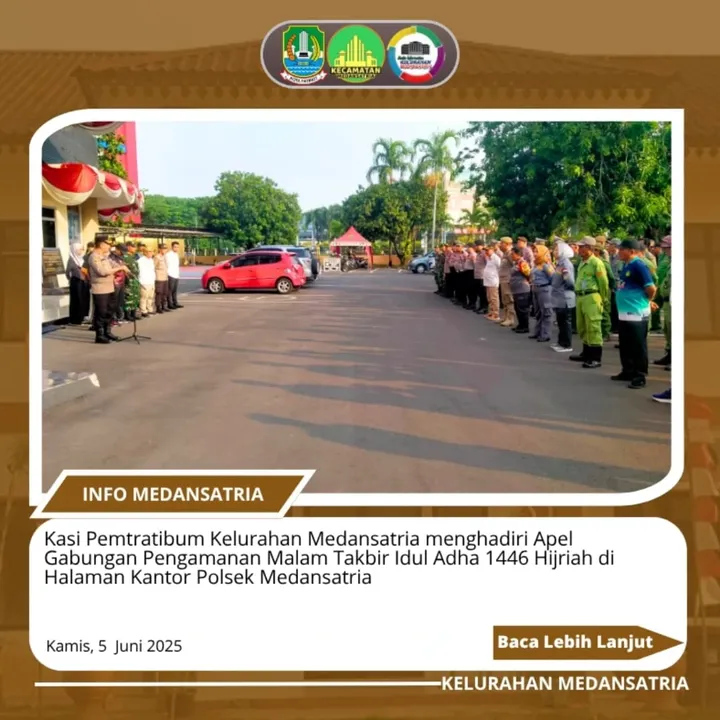 KECAMATAN
INFO MEDANSATRIA
Kasi Pemtratibum Kelurahan Medansatria menghadiri Apel
Gabungan Pengamanan Malam Takbir Idul Adha 1446 Hijriah di
Halaman Kantor Polsek Medansatria
Kamis, 5 Juni 2025
Baca Lebih Lanjut
KELURAHAN MEDANSATRIA